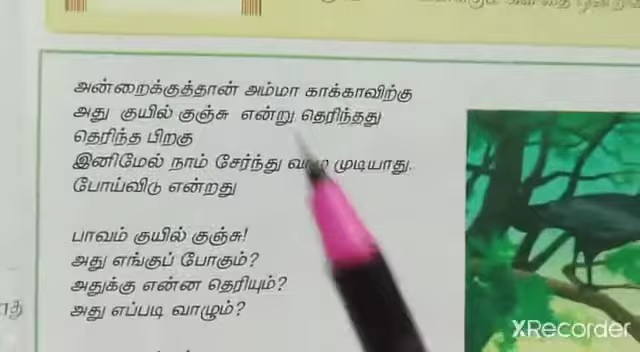 அன்றைக்குத்தான் அம்மா காக்காவிற்கு
அது குயில் குஞ்சு என்று தெரிந்தது
தெரிந்த பிறகு
இனிமேல் நாம் சேர்ந்து வாழ முடியாது.
போய்விடு என்றது
பாவம் குயில் குஞ்சு!
அது எங்குப் போகும்?
அதுக்கு என்ன தெரியும்?
அது எப்படி வாழும்?
XRecorder